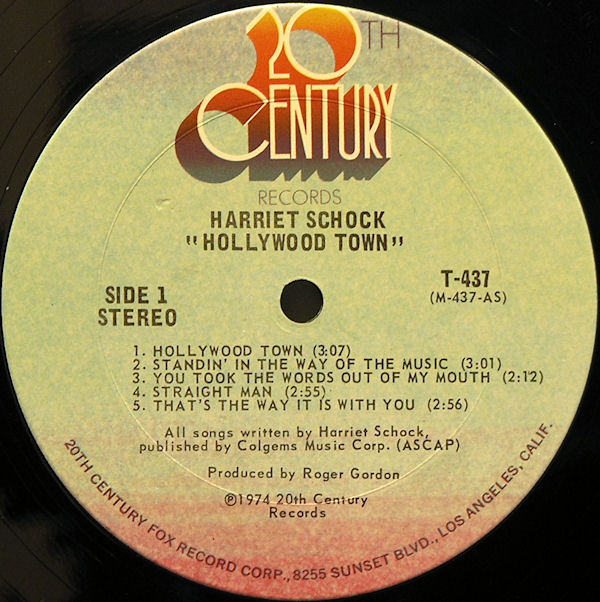 20TH
CENTURY
RECORDS
HARRIET SCHOCK
"HOLLYWOOD TOWN"
SIDE 1
STEREO
T-437
(M-437-AS)
1. HOLLYWOOD TOWN (3:07)
2. STANDIN' IN THE WAY OF THE MUSIC (3:01)
3. YOU TOOK THE WORDS OUT OF MY MOUTH (2:12)
4. STRAIGHT MAN (2:55)
5. THAT'S THE WAY IT IS WITH YOU (2:56)
All songs written by Harriet Schock,
published by Colgems Music Corp. (ASCAP)
Produced by Roger Gordon
℗1974 20th Century
Records
20TH CENTURY FOX RECORD CORP., 8255 SUNSET BLVD., LOS ANGELES, CALIF.